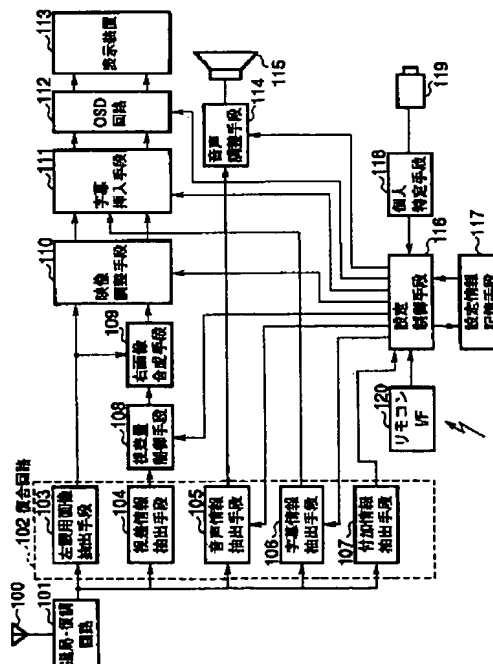 100
101
選局・復調
回路
102 復合回路
103
左眼用画像
抽出手段
104
視差情報
抽出手段
105
音声情報
抽出手段
106
字幕情報
抽出手段
107
付加情報
抽出手段
108
視差量
制御手段
109
右画像
合成手段
110
映像
調整手段
111
字幕
挿入手段
112
OSD
回路
113
表示装置
114
音声
調整手段
115
116
設定
制御手段
117
設定情報
記憶手段
118
個人
特定手段
119
120
リモコン
I/F